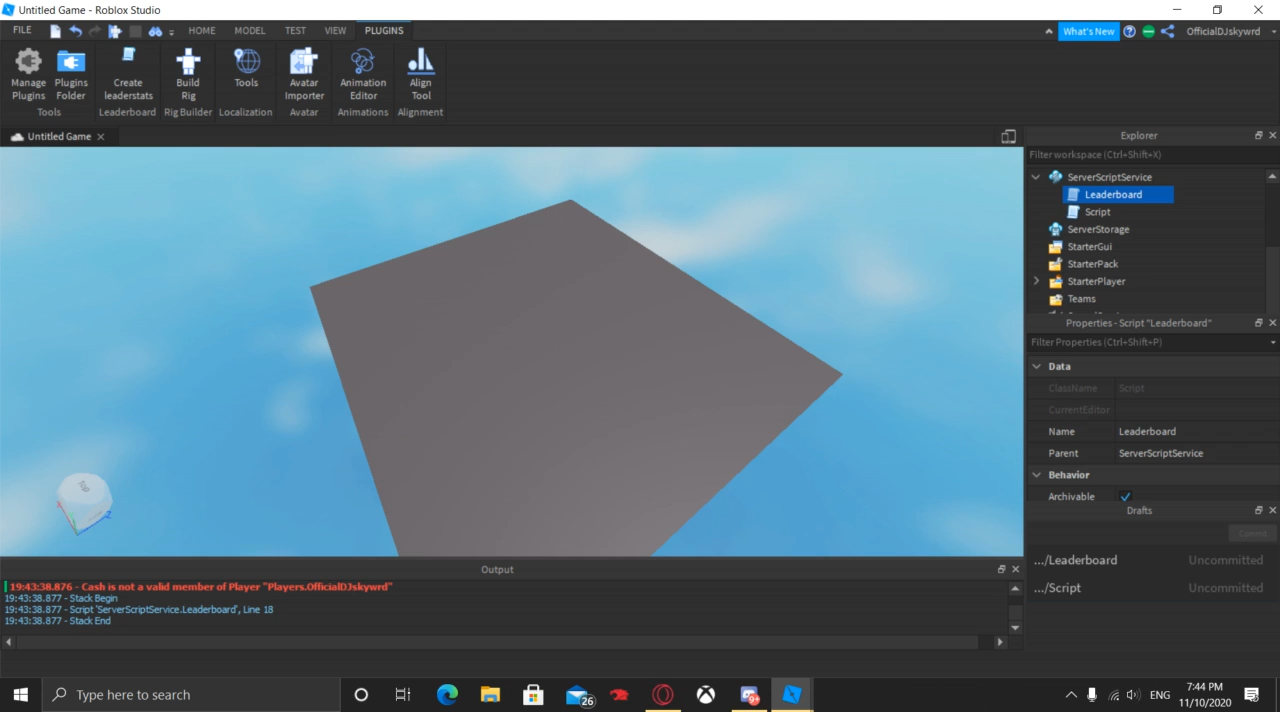 Untitled Game - Roblox Studio
FILE HOME MODEL TEST VIEW PLUGINS What's New OfficialDJskywrd
Manage Plugins Create Build Tools Avatar Animation Align
Plugins Folder leaderstats Rig Importer Editor Tool
Tools Leaderboard Rig Builder Localization Avatar Animations Alignment
Untitled Game
Explorer
Filter workspace (Ctrl+Shift+X)
ServerScriptService
Leaderboard
Script
ServerStorage
StarterGui
StarterPack
StarterPlayer
Teams
Properties - Script "Leaderboard"
Filter Properties (Ctrl+Shift+P)
Data
ClassName Script
CurrentEditor
Name Leaderboard
Parent ServerScriptService
Behavior
Archivable
Drafts
Commit
.../Leaderboard Uncommitted
.../Script Uncommitted
Output
19:43:38.876 - Cash is not a valid member of Player "Players.OfficialDJskywrd"
19:43:38.877 - Stack Begin
19:43:38.877 - Script 'ServerScriptService.Leaderboard', Line 18
19:43:38.877 - Stack End
Type here to search
26
9+
ENG
7:44 PM
11/10/2020